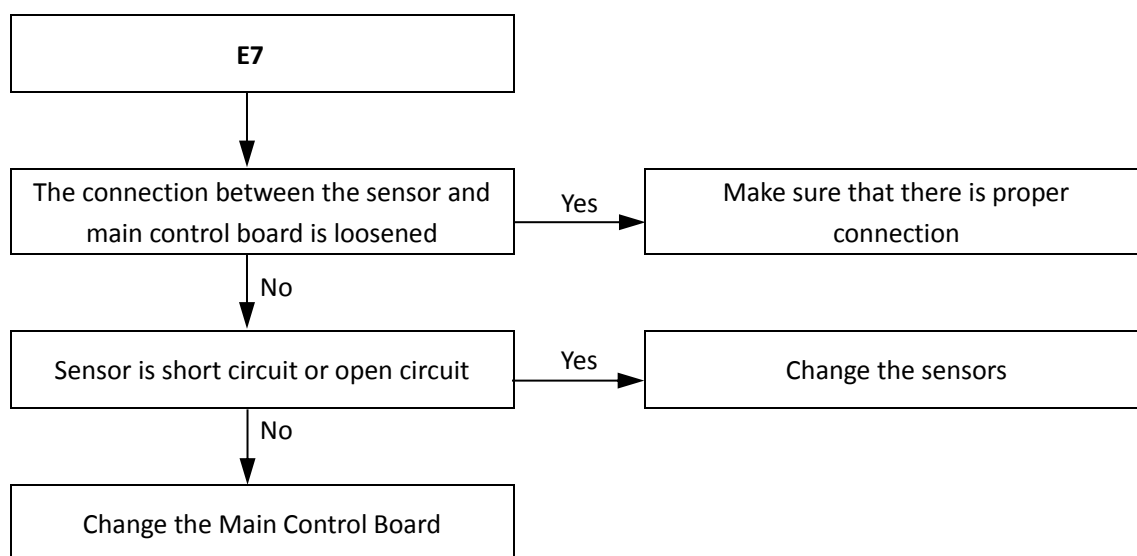 E7
The connection between the sensor and
main control board is loosened
Yes
Make sure that there is proper
connection
No
Sensor is short circuit or open circuit
Yes
Change the sensors
No
Change the Main Control Board